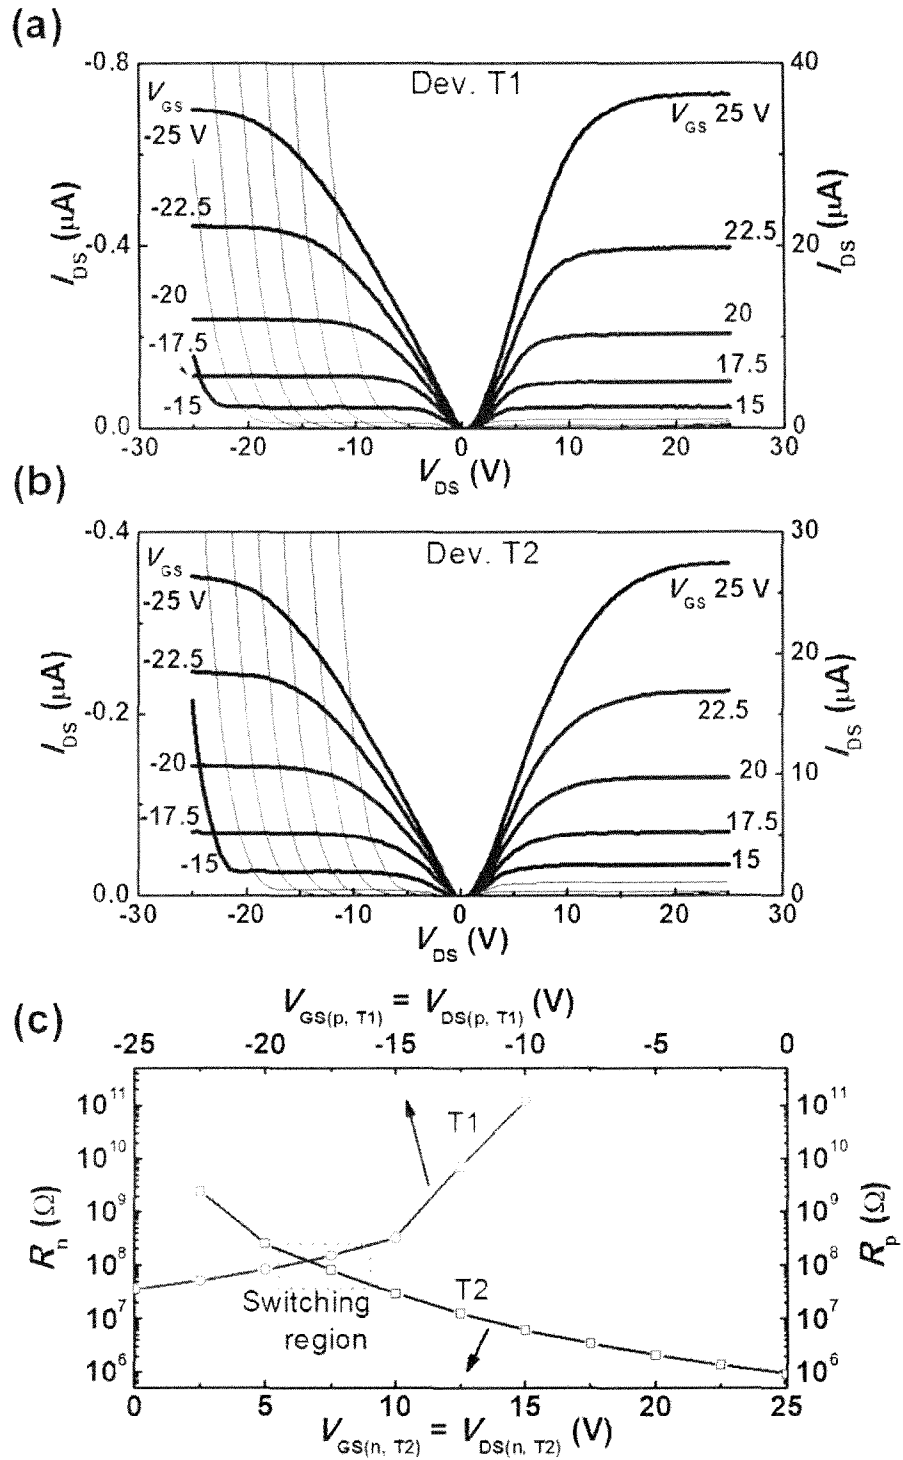 (a)
-0.8
-0.4
0.0
I_DS (μA)
Dev. T1
V_GS
-25 V
-22.5
-20
-17.5
-15
V_GS 25 V
22.5
20
17.5
15
40
20
0
I_DS (μA)
-30 -20 -10 0 10 20 30
V_DS (V)
(b)
-0.4
-0.2
0.0
I_DS (μA)
Dev. T2
V_GS
-25 V
-22.5
-20
-17.5
-15
V_GS 25 V
22.5
20
17.5
15
30
20
10
0
I_DS (μA)
-30 -20 -10 0 10 20 30
V_DS (V)
(c)
V_GS(p, T1) = V_DS(p, T1) (V)
-25 -20 -15 -10 -5 0
10^11
10^10
10^9
10^8
10^7
10^6
R_n (Ω)
T1
T2
Switching
region
10^11
10^10
10^9
10^8
10^7
10^6
R_p (Ω)
0 5 10 15 20 25
V_GS(n, T2) = V_DS(n, T2) (V)